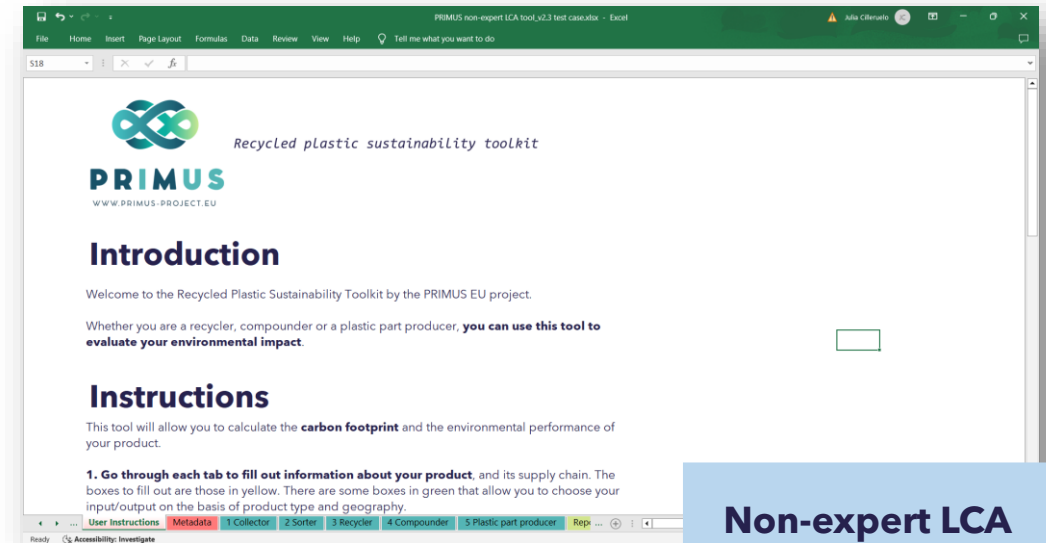 PRIMUS non-expert LCA tool_v2.3 test case.xlsx - Excel
Julia Cilleruelo
JC
File Home Insert Page Layout Formulas Data Review View Help Tell me what you want to do
S18
fx
Recycled plastic sustainability toolkit
PRIMUS
WWW.PRIMUS-PROJECT.EU
Introduction
Welcome to the Recycled Plastic Sustainability Toolkit by the PRIMUS EU project.
Whether you are a recycler, compounder or a plastic part producer, you can use this tool to
evaluate your environmental impact.
Instructions
This tool will allow you to calculate the carbon footprint and the environmental performance of
your product.
1. Go through each tab to fill out information about your product, and its supply chain. The
boxes to fill out are those in yellow. There are some boxes in green that allow you to choose your
input/output on the basis of product type and geography.
... User Instructions Metadata 1 Collector 2 Sorter 3 Recycler 4 Compounder 5 Plastic part producer Rep ...
Ready Accessibility: Investigate
Non-expert LCA